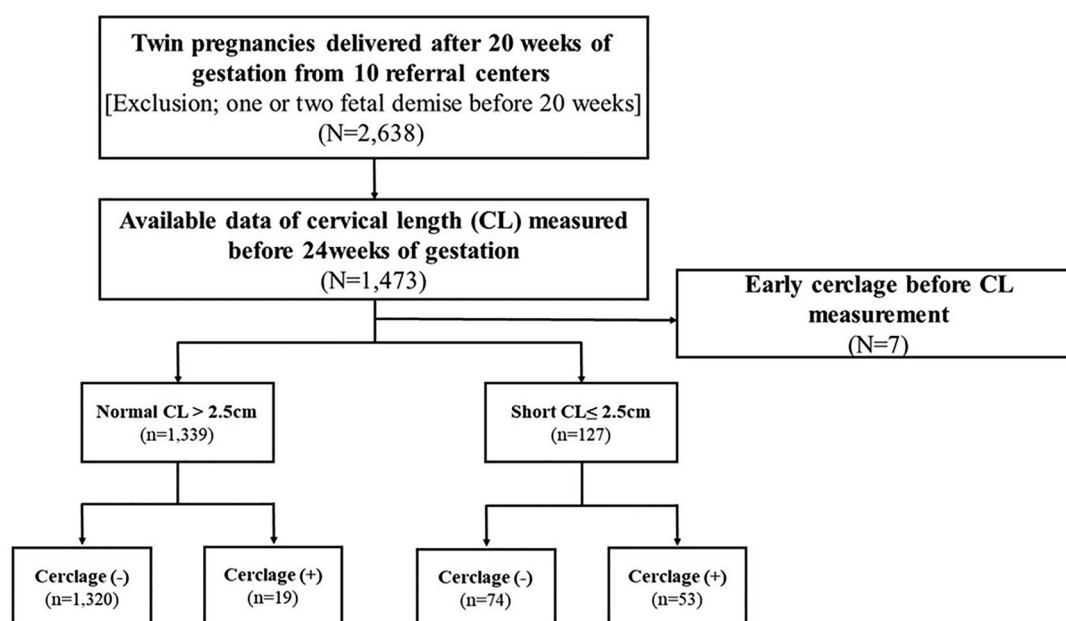 Twin pregnancies delivered after 20 weeks of
gestation from 10 referral centers
[Exclusion; one or two fetal demise before 20 weeks]
(N=2,638)
Available data of cervical length (CL) measured
before 24weeks of gestation
(N=1,473)
Early cerclage before CL
measurement
(N=7)
Normal CL > 2.5cm
(n=1,339)
Short CL≤ 2.5cm
(n=127)
Cerclage (-)
(n=1,320)
Cerclage (+)
(n=19)
Cerclage (-)
(n=74)
Cerclage (+)
(n=53)